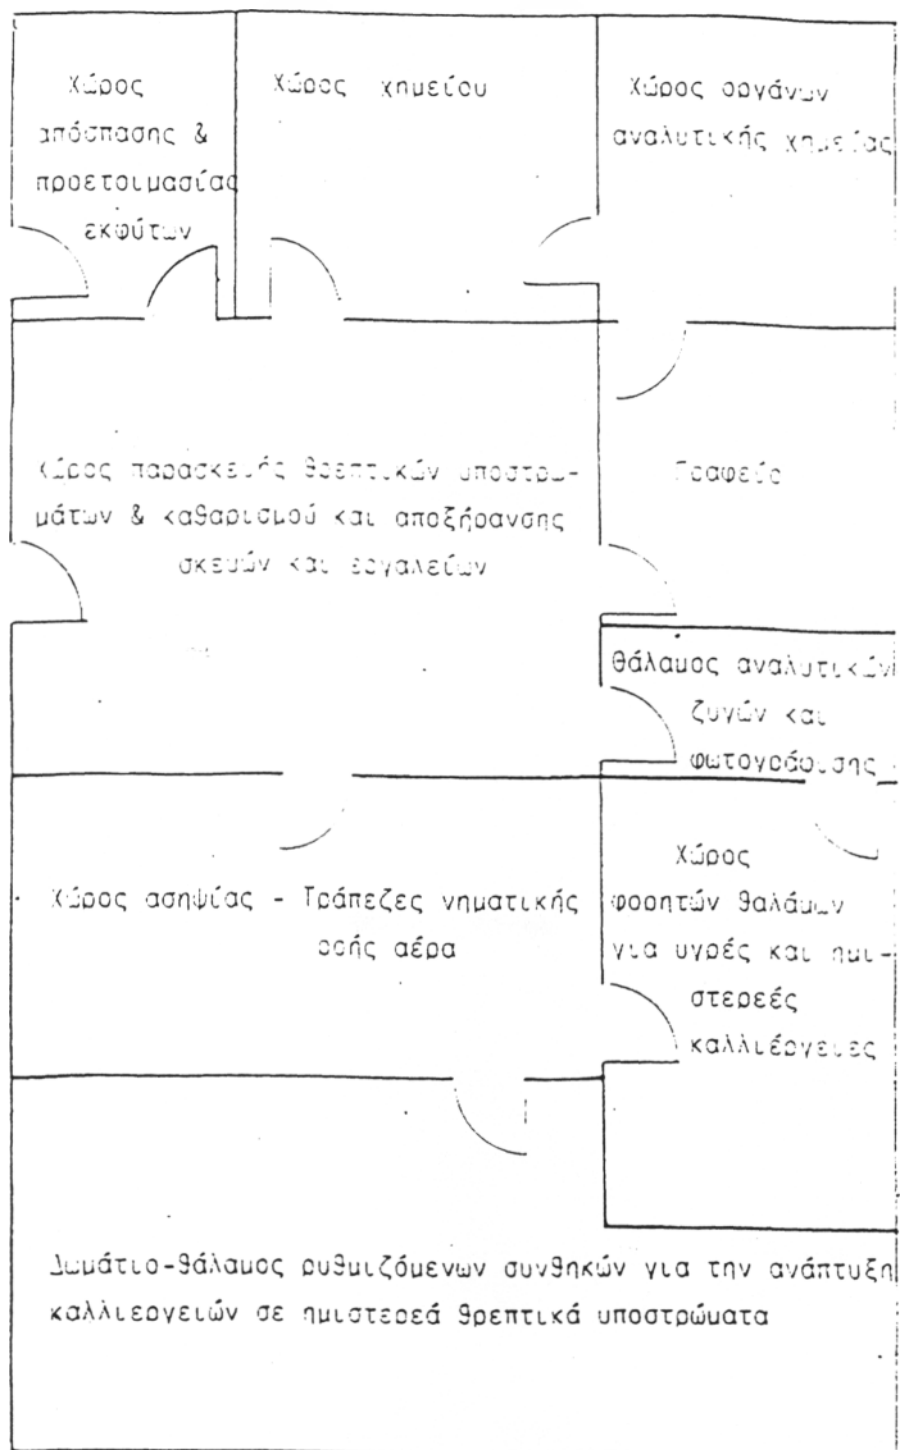 Χώρος
απόσπασης &
προετοιμασίας
εκφύτων
Χώρος χημείου
Χώρος οργάνων
αναλυτικής χημείας
Χώρος παρασκευής θρεπτικών υποστρω-
μάτων & καθαρισμού και αποξήρανσης
σκευών και εργαλείων
Γραφείο
θάλαμος αναλυτικών
ζυγών και
φωτογράφισης
Χώρος ασηψίας - Τράπεζες νηματικής
ροής αέρα
Χώρος
φορητών θαλάμων
για υγρές και ημι-
στερεές
καλλιέργειες
Δωμάτιο-θάλαμος ρυθμιζόμενων συνθηκών για την ανάπτυξη
καλλιεργειών σε ημιστερεά θρεπτικά υποστρώματα